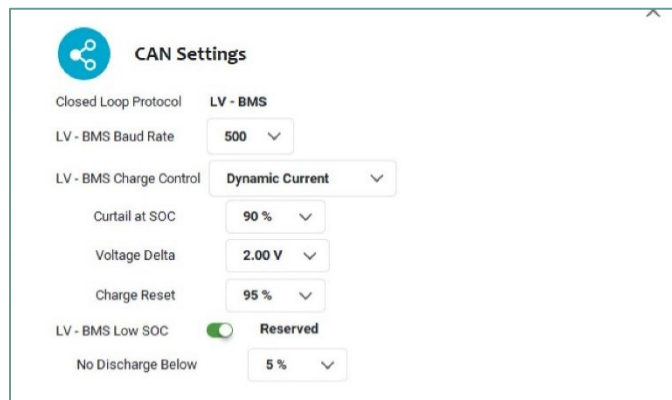 CAN Settings
Closed Loop Protocol LV - BMS
LV - BMS Baud Rate 500
LV - BMS Charge Control Dynamic Current
Curtail at SOC 90 %
Voltage Delta 2.00 V
Charge Reset 95 %
LV - BMS Low SOC Reserved
No Discharge Below 5 %